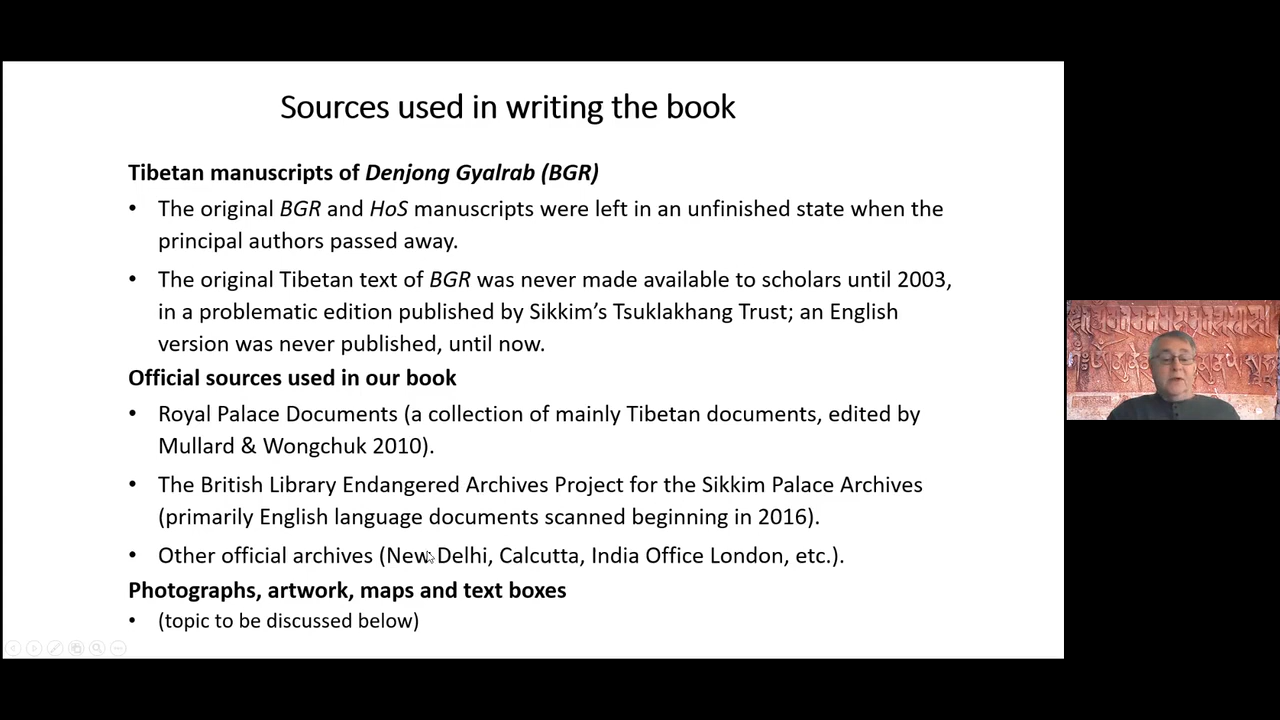 Sources used in writing the book
Tibetan manuscripts of Denjong Gyalrab (BGR)
• The original BGR and HoS manuscripts were left in an unfinished state when the
principal authors passed away.
• The original Tibetan text of BGR was never made available to scholars until 2003,
in a problematic edition published by Sikkim’s Tsuklakhang Trust; an English
version was never published, until now.
Official sources used in our book
• Royal Palace Documents (a collection of mainly Tibetan documents, edited by
Mullard & Wongchuk 2010).
• The British Library Endangered Archives Project for the Sikkim Palace Archives
(primarily English language documents scanned beginning in 2016).
• Other official archives (New Delhi, Calcutta, India Office London, etc.).
Photographs, artwork, maps and text boxes
• (topic to be discussed below)